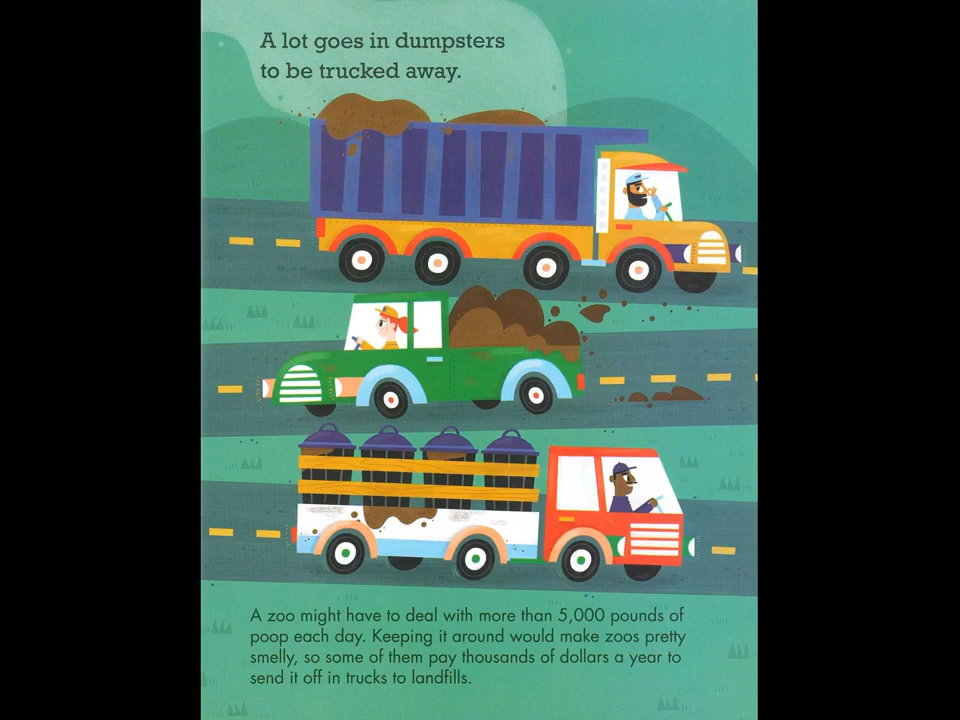 A lot goes in dumpsters
to be trucked away.
A zoo might have to deal with more than 5,000 pounds of
poop each day. Keeping it around would make zoos pretty
smelly, so some of them pay thousands of dollars a year to
send it off in trucks to landfills.